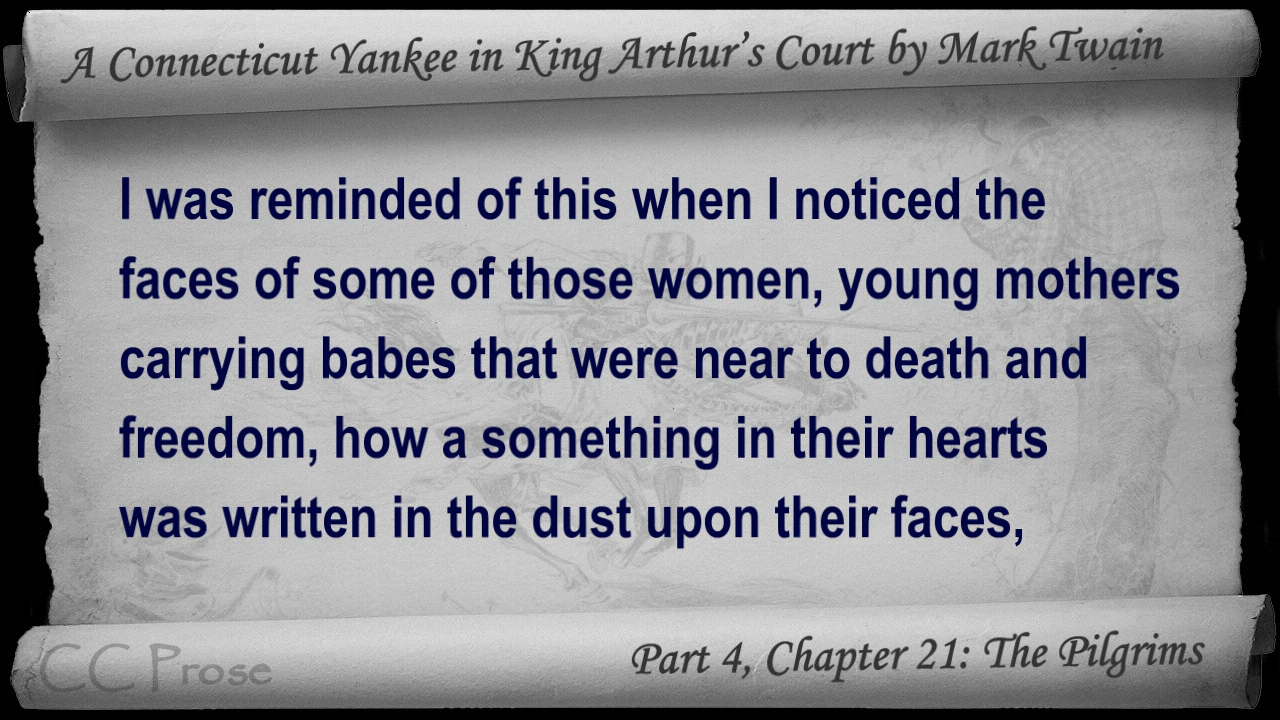 A Connecticut Yankee in King Arthur's Court by Mark Twain
I was reminded of this when I noticed the
faces of some of those women, young mothers
carrying babes that were near to death and
freedom, how a something in their hearts
was written in the dust upon their faces,
CC Prose
Part 4, Chapter 21: The Pilgrims